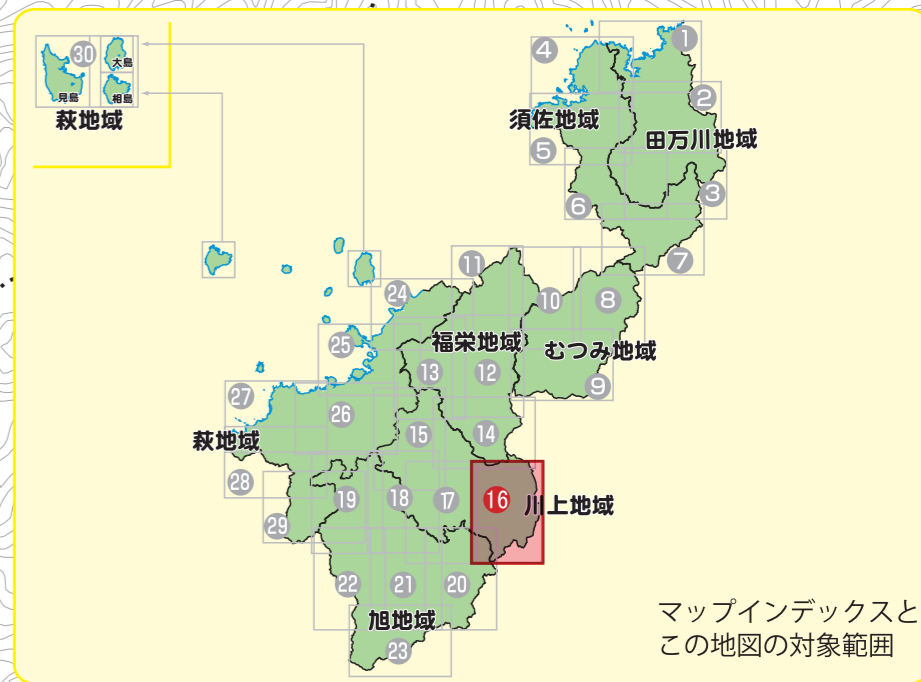 30
大島
見島
相島
萩地域
1
4
2
須佐地域
田万川地域
5
3
6
7
11
24
10
8
福栄地域
25
むつみ地域
13
12
9
27
26
15
14
萩地域
28
19
18
17
16
川上地域
29
22
21
20
旭地域
23
マップインデックスと
この地図の対象範囲